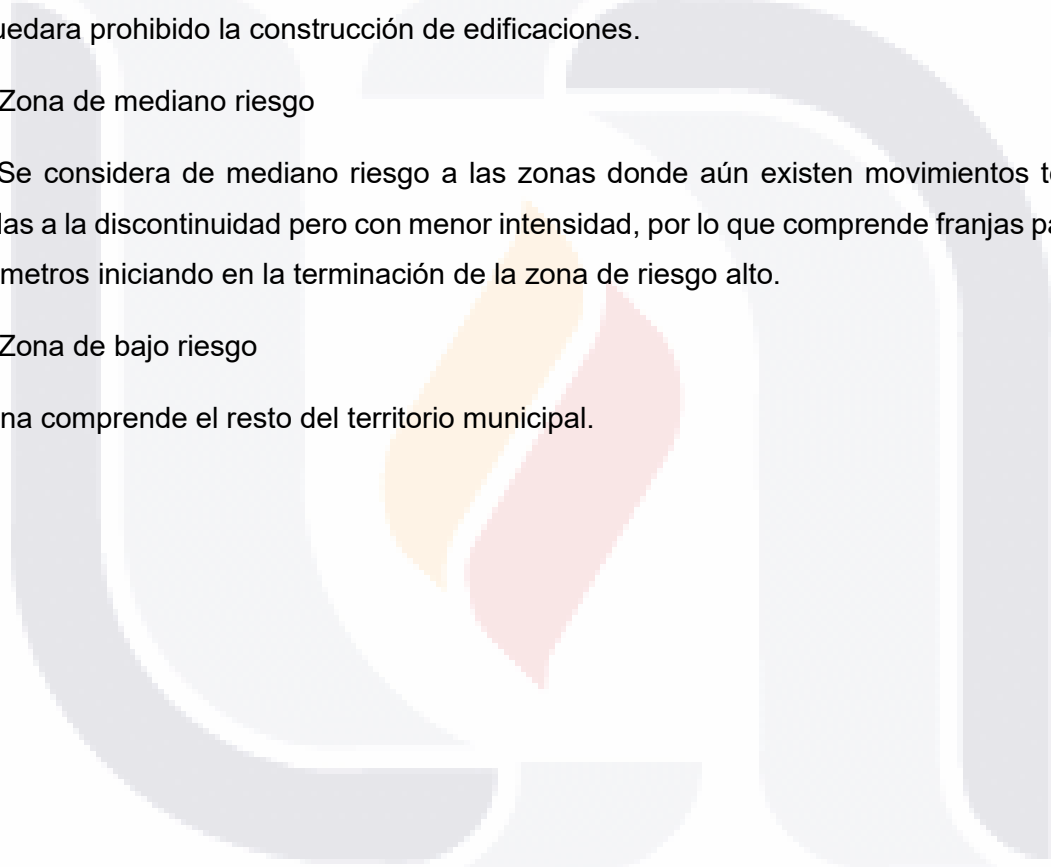 uedara prohibido la construcción de edificaciones.
Zona de mediano riesgo
Se considera de mediano riesgo a las zonas donde aún existen movimientos
das a la discontinuidad pero con menor intensidad, por lo que comprende franjas
metros iniciando en la terminación de la zona de riesgo alto.
Zona de bajo riesgo
na comprende el resto del territorio municipal.